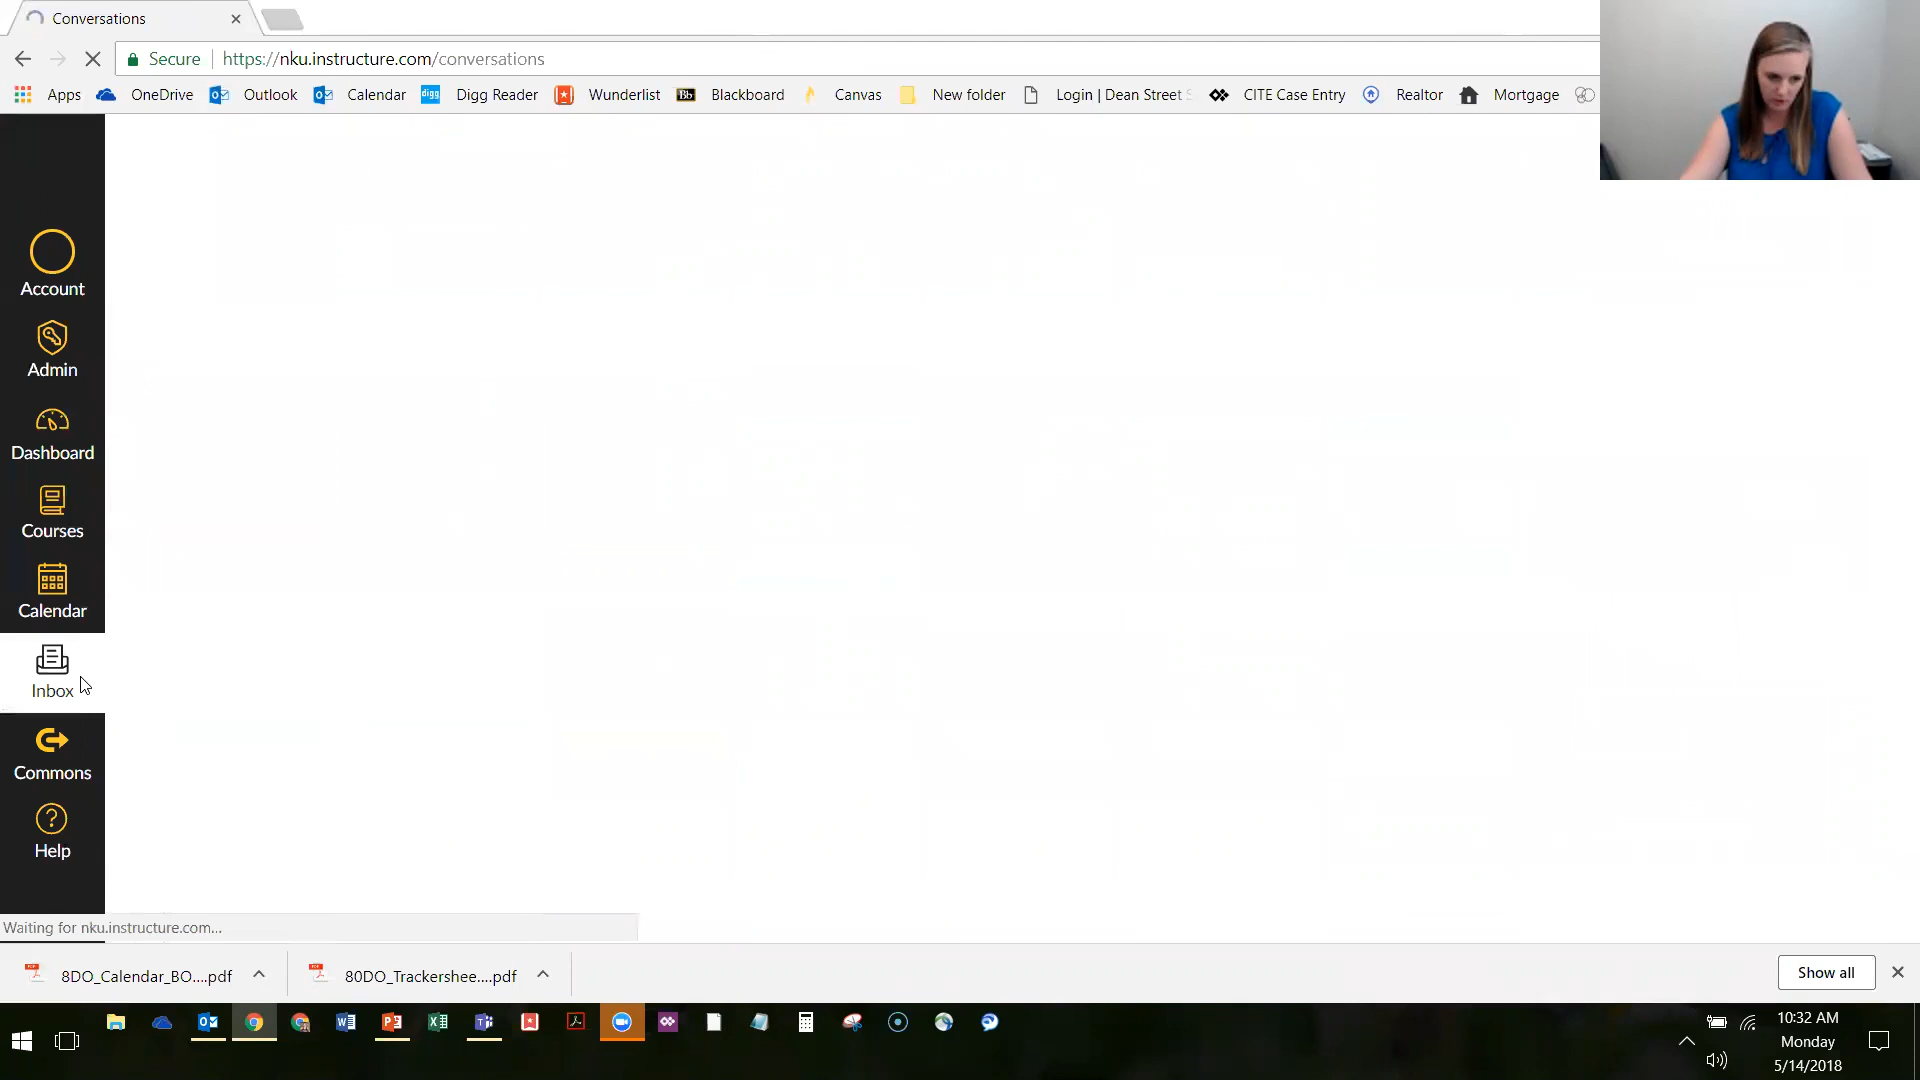 Conversations
Secure https://nku.instructure.com/conversations
Apps OneDrive Outlook Calendar Digg Reader Wunderlist Blackboard Canvas New folder Login | Dean Street CITE Case Entry Realtor Mortgage
Account
Admin
Dashboard
Courses
Calendar
Inbox
Commons
Help
Waiting for nku.instructure.com...
8DO_Calendar_BO....pdf 80DO_Trackershee....pdf Show all
10:32 AM
Monday
5/14/2018